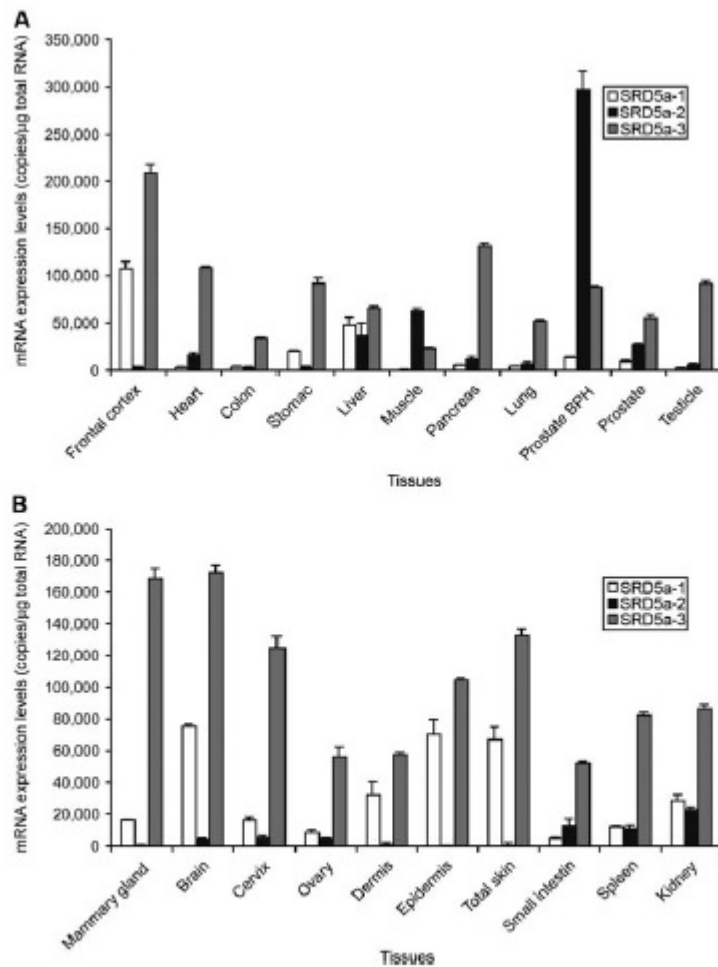 A
mRNA expression levels (copies/µg total RNA)
350,000
300,000
250,000
200,000
150,000
100,000
50,000
0
SRD5a-1
SRD5a-2
SRD5a-3
Frontal cortex
Heart
Colon
Stomac
Liver
Muscle
Pancreas
Lung
Prostate BPH
Prostate
Testicle
Tissues
B
mRNA expression levels (copies/µg total RNA)
200,000
180,000
160,000
140,000
120,000
100,000
80,000
60,000
40,000
20,000
0
SRD5a-1
SRD5a-2
SRD5a-3
Mammary gland
Brain
Cervix
Ovary
Dermis
Epidermis
Total skin
Small intestin
Spleen
Kidney
Tissues